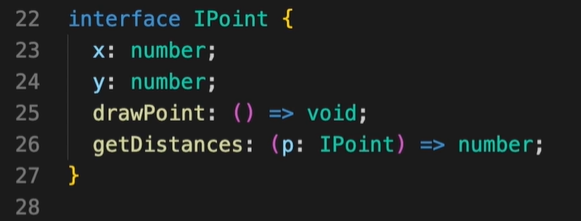 22 interface IPoint {
23   x: number;
24   y: number;
25   drawPoint: () => void;
26   getDistances: (p: IPoint) => number;
27 }
28